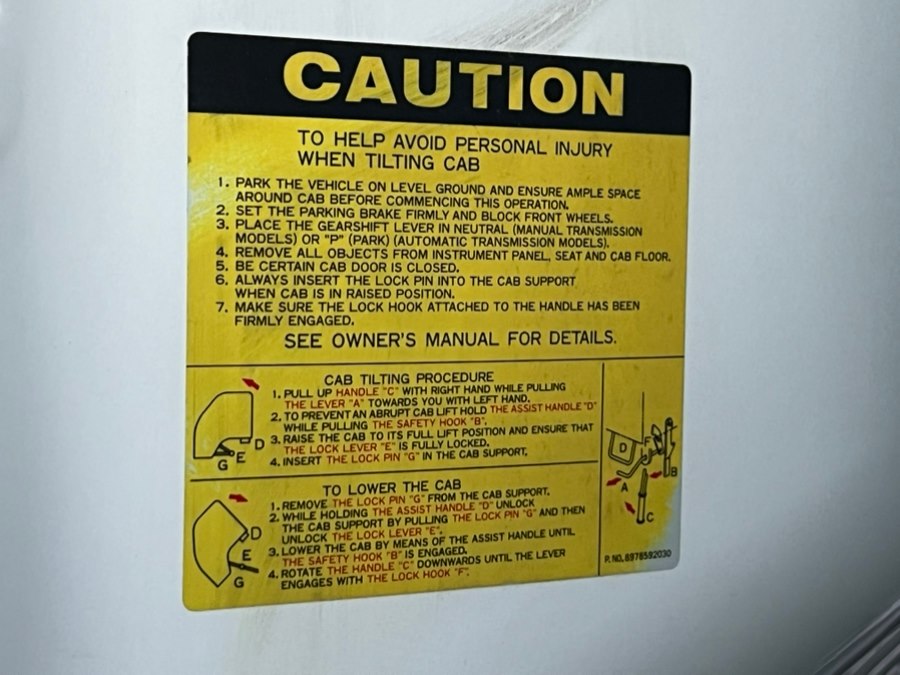 CAUTION
TO HELP AVOID PERSONAL INJURY
WHEN TILTING CAB
1. PARK THE VEHICLE ON LEVEL GROUND AND ENSURE AMPLE SPACE
AROUND CAB BEFORE COMMENCING THIS OPERATION.
2. SET THE PARKING BRAKE FIRMLY AND BLOCK FRONT WHEELS.
3. PLACE THE GEARSHIFT LEVER IN NEUTRAL (MANUAL TRANSMISSION
MODELS) OR "P" (PARK) (AUTOMATIC TRANSMISSION MODELS).
4. REMOVE ALL OBJECTS FROM INSTRUMENT PANEL, SEAT AND CAB FLOOR.
5. BE CERTAIN CAB DOOR IS CLOSED.
6. ALWAYS INSERT THE LOCK PIN INTO THE CAB SUPPORT
WHEN CAB IS IN RAISED POSITION.
7. MAKE SURE THE LOCK HOOK ATTACHED TO THE HANDLE HAS BEEN
FIRMLY ENGAGED.
SEE OWNER'S MANUAL FOR DETAILS.
CAB TILTING PROCEDURE
1. PULL UP HANDLE "C" WITH RIGHT HAND WHILE PULLING
THE LEVER "A" TOWARDS YOU WITH LEFT HAND.
2. TO PREVENT AN ABRUPT CAB LIFT HOLD THE ASSIST HANDLE "D"
WHILE PULLING THE SAFETY HOOK "B".
3. RAISE THE CAB TO ITS FULL LIFT POSITION AND ENSURE THAT
THE LOCK LEVER "E" IS FULLY LOCKED.
4. INSERT THE LOCK PIN "G" IN THE CAB SUPPORT.
D
E
G
TO LOWER THE CAB
1. REMOVE THE LOCK PIN "G" FROM THE CAB SUPPORT.
2. WHILE HOLDING THE ASSIST HANDLE "D" UNLOCK
THE CAB SUPPORT BY PULLING THE LOCK PIN "G" AND THEN
UNLOCK THE LOCK LEVER "E".
3. LOWER THE CAB BY MEANS OF THE ASSIST HANDLE UNTIL
THE SAFETY HOOK "B" IS ENGAGED.
4. ROTATE THE HANDLE "C" DOWNWARDS UNTIL THE LEVER
ENGAGES WITH THE LOCK HOOK "F".
D
E
G
F
B
A
C
P. NO. 8978592030